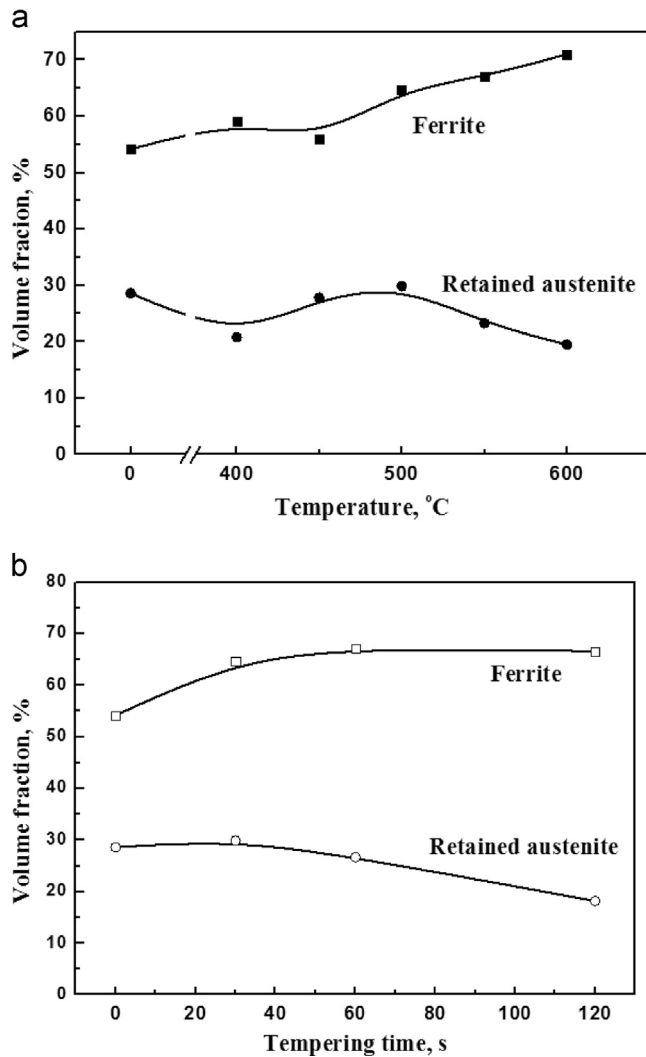 a
70
60
50
40
30
20
10
0
Volume fracion, %
Ferrite
Retained austenite
0
400
500
600
Temperature, °C
b
80
70
60
50
40
30
20
10
0
Volume fraction, %
Ferrite
Retained austenite
0
20
40
60
80
100
120
Tempering time, s